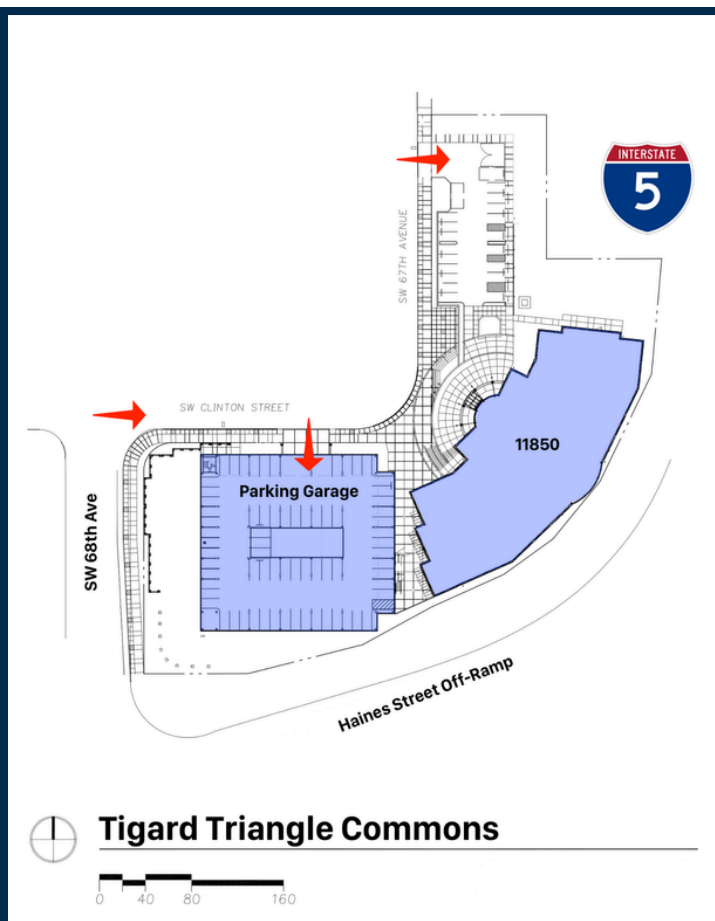 INTERSTATE
5
SW 67TH AVENUE
SW CLINTON STREET
11850
Parking Garage
SW 68th Ave
Haines Street Off-Ramp
Tigard Triangle Commons
0 40 80 160